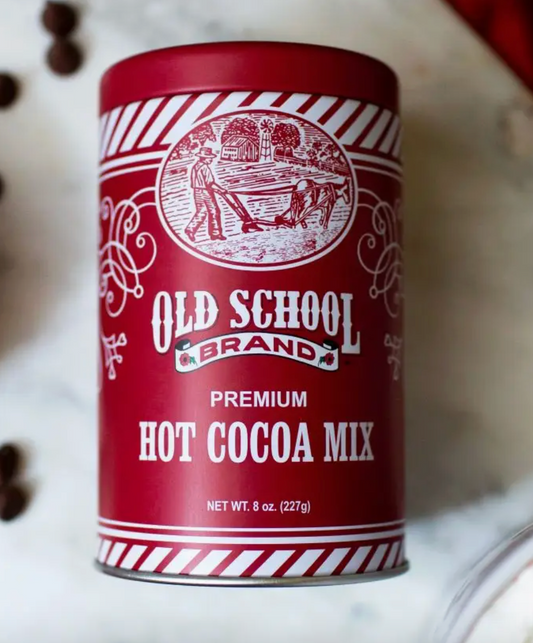 OLD SCHOOL
BRAND
PREMIUM
HOT COCOA MIX
NET WT. 8 oz. (227g)